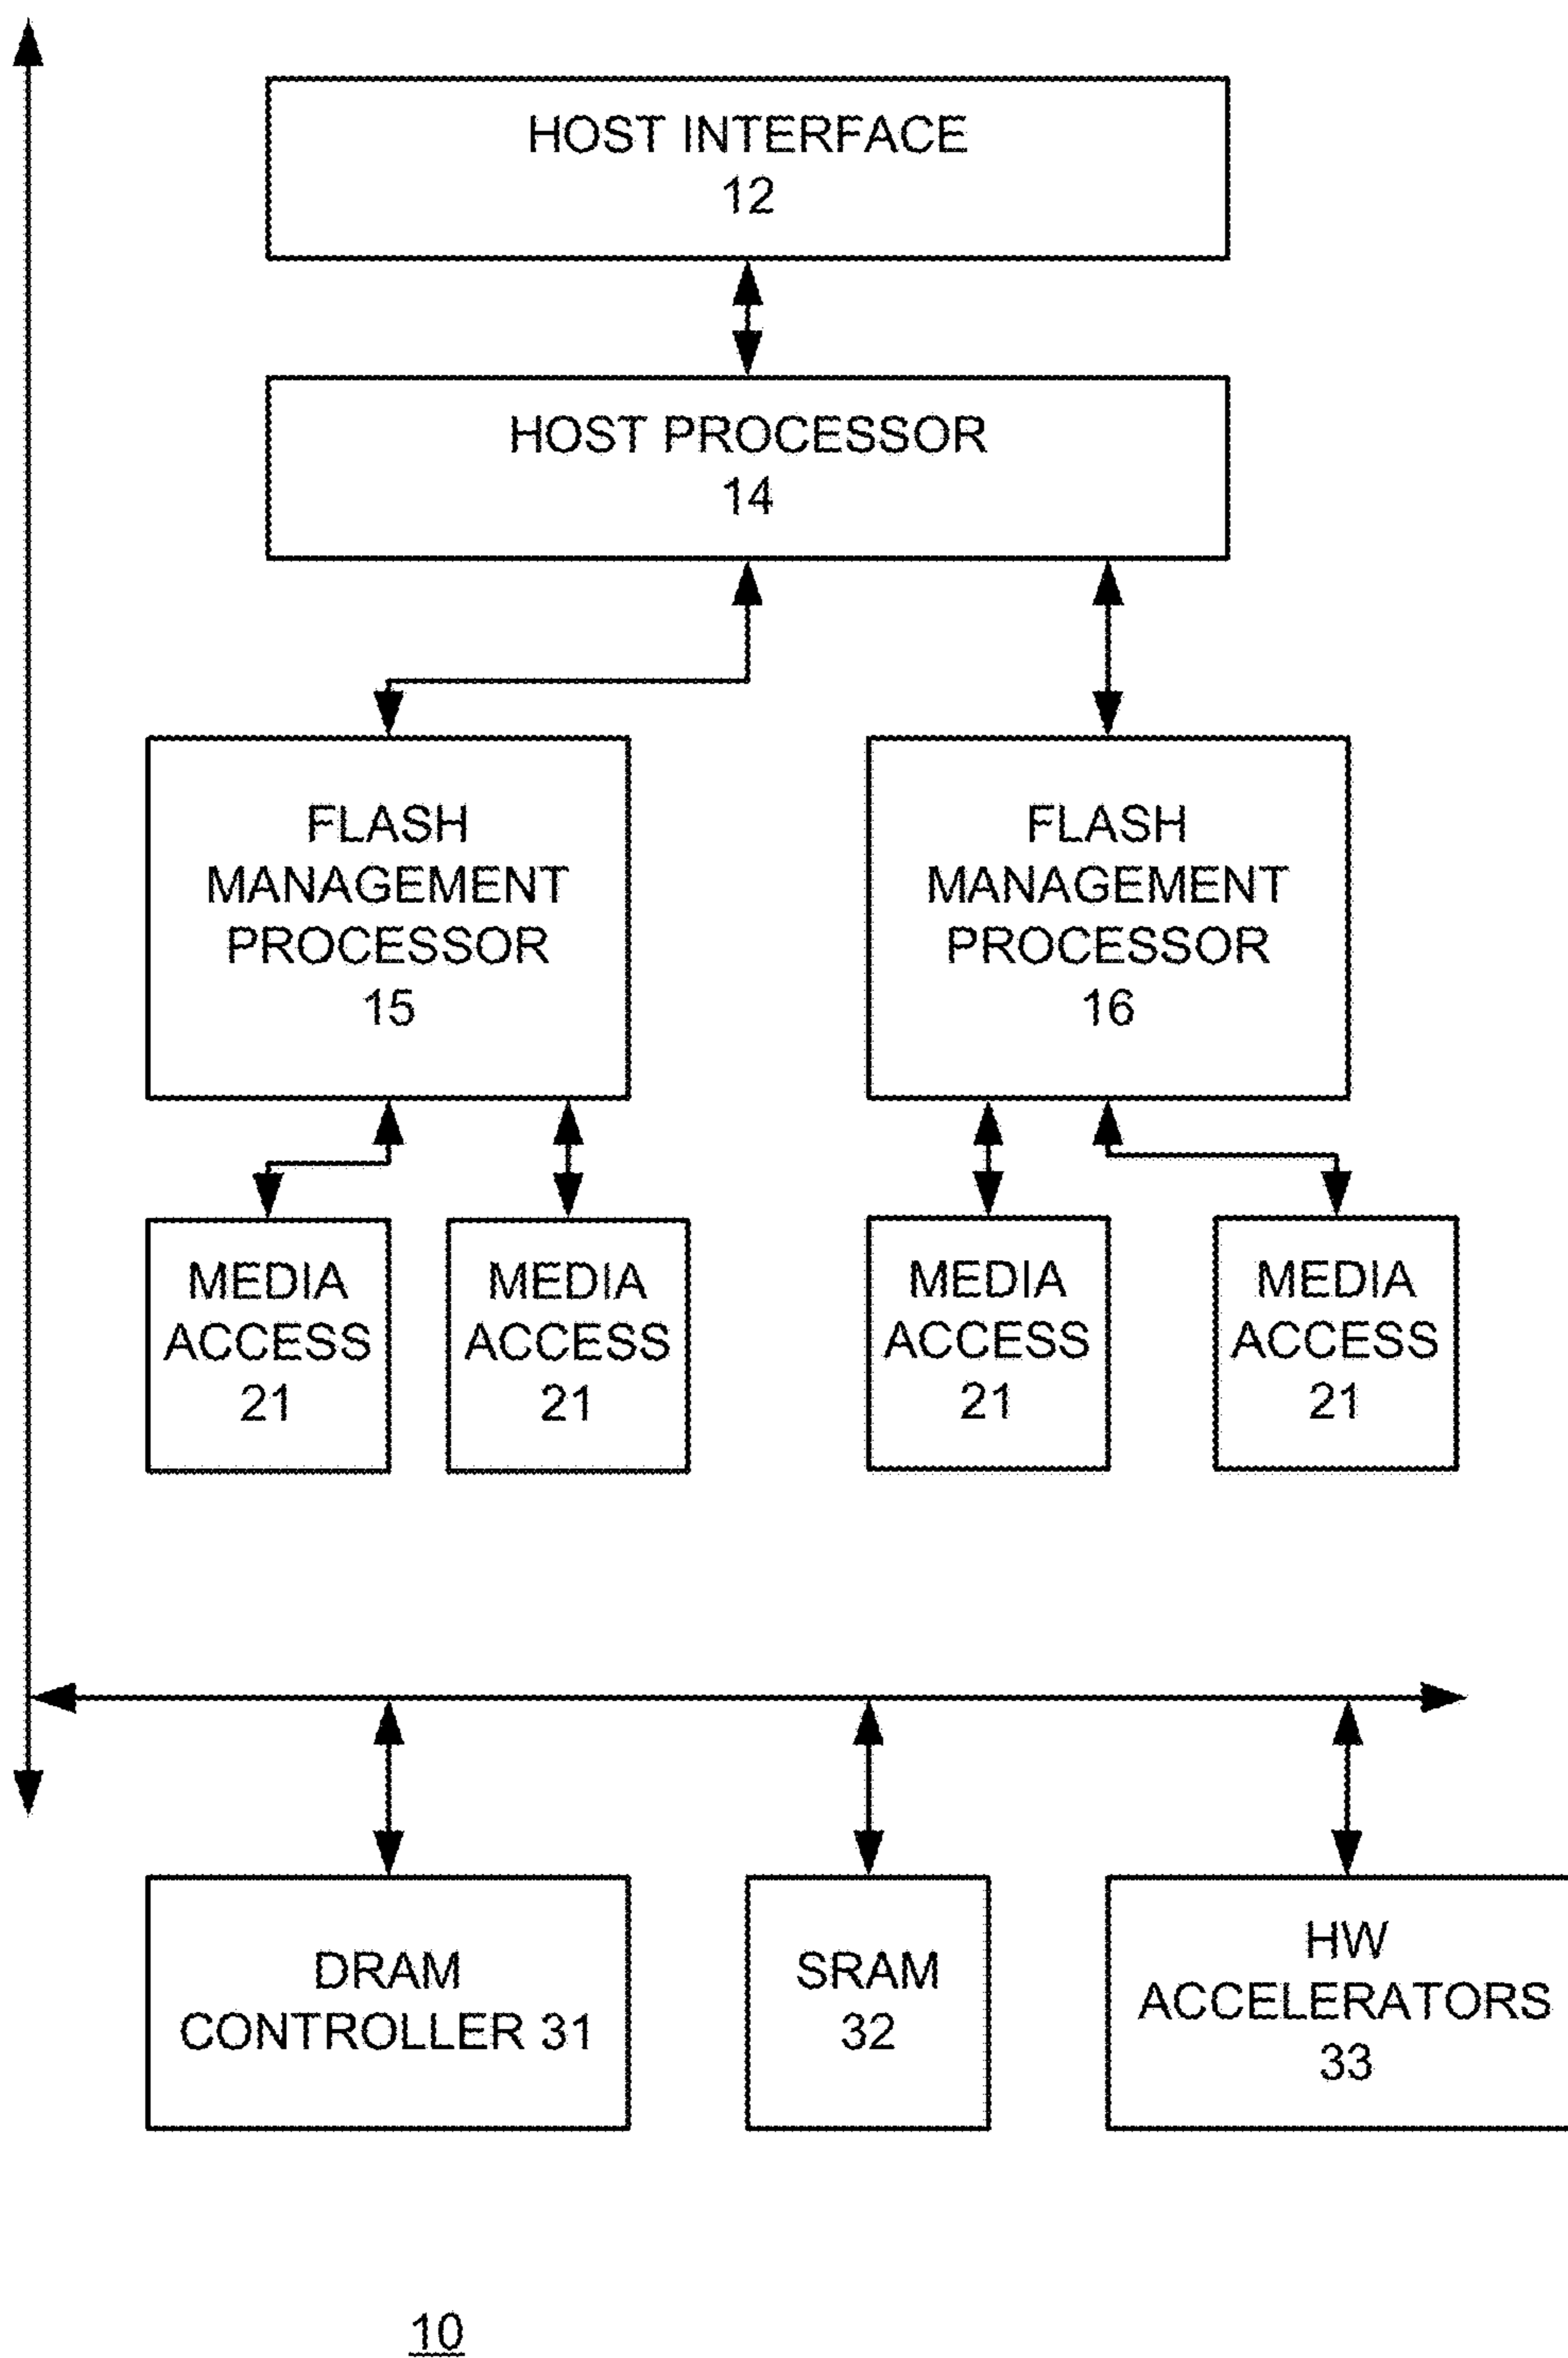 HOST INTERFACE
12
HOST PROCESSOR
14
FLASH
MANAGEMENT
PROCESSOR
15
FLASH
MANAGEMENT
PROCESSOR
16
MEDIA
ACCESS
21
MEDIA
ACCESS
21
MEDIA
ACCESS
21
MEDIA
ACCESS
21
DRAM
CONTROLLER 31
SRAM
32
HW
ACCELERATORS
33
10